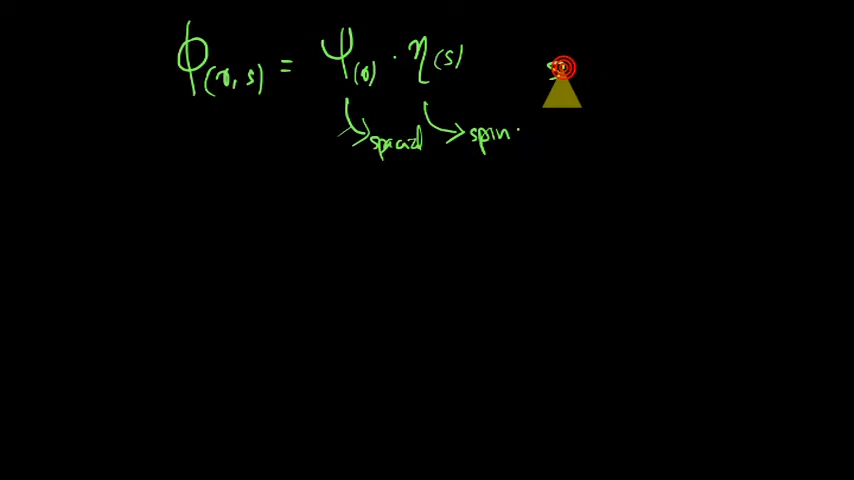 ϕ(r, s) = ψ(r) · η(s)
spacial → spin